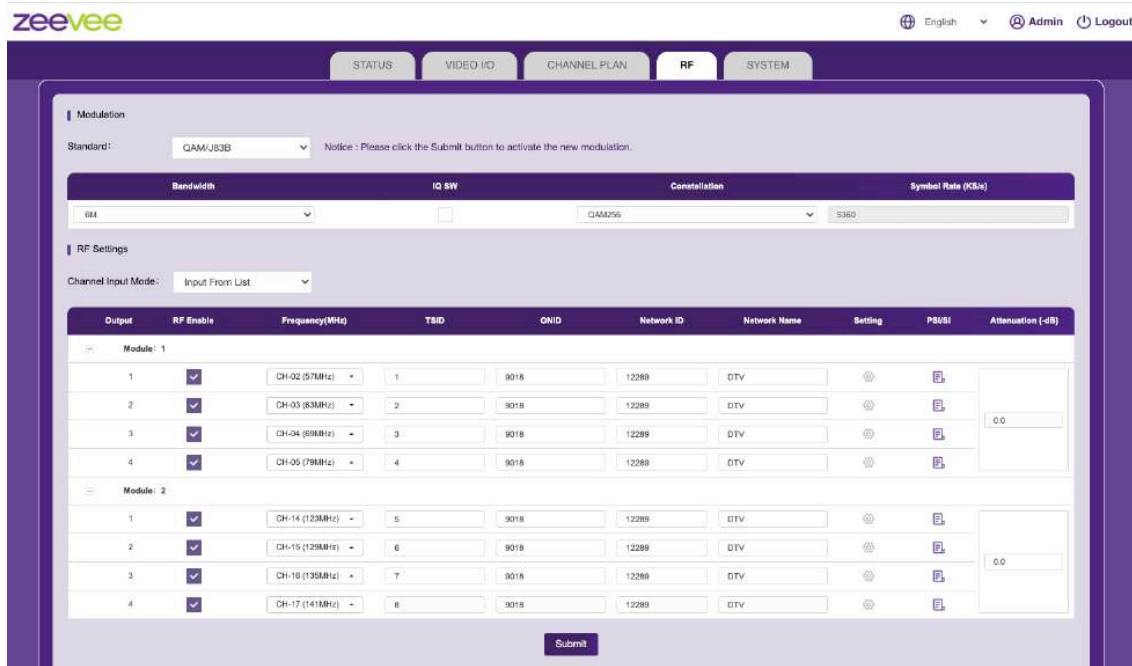 zeevee
English Admin Logout
STATUS VIDEO I/O CHANNEL PLAN RF SYSTEM
Modulation
Standard: QAM/J83B Notice : Please click the Submit button to activate the new modulation.
Bandwidth IQ SW Constellation Symbol Rate (KS/s)
6M QAM256 5360
RF Settings
Channel Input Mode: Input From List
Output RF Enable Frequency(MHz) TSID ONID Network ID Network Name Setting PSI/SI Attenuation (-dB)
Module: 1
1 CH-02 (57MHz) 1 9018 12289 DTV
2 CH-03 (63MHz) 2 9018 12289 DTV
0.0
3 CH-04 (69MHz) 3 9018 12289 DTV
4 CH-05 (79MHz) 4 9018 12289 DTV
Module: 2
1 CH-14 (123MHz) 5 9018 12289 DTV
2 CH-15 (129MHz) 6 9018 12289 DTV
0.0
3 CH-16 (135MHz) 7 9018 12289 DTV
4 CH-17 (141MHz) 8 9018 12289 DTV
Submit